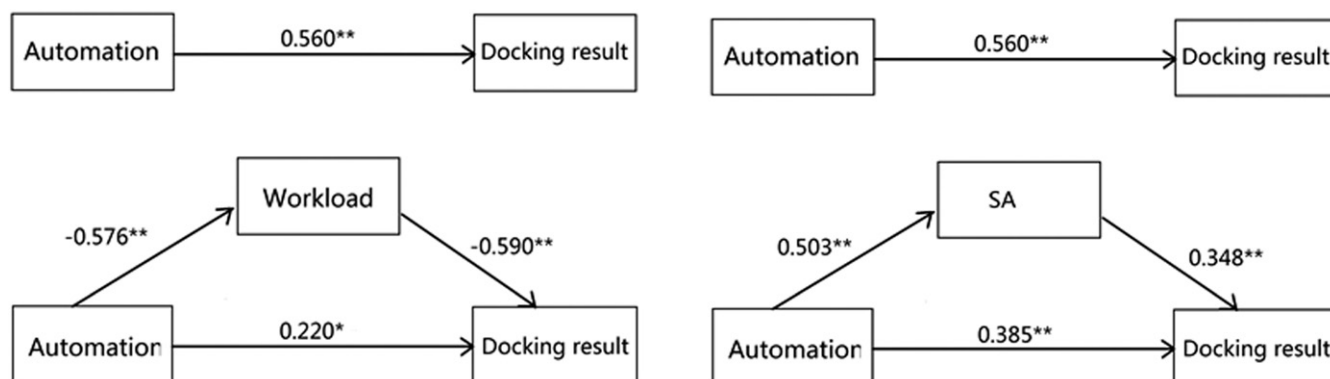 Automation
0.560**
Docking result
Automation
0.560**
Docking result
Workload
-0.576**
-0.590**
Automation
0.220*
Docking result
SA
0.503**
0.348**
Automation
0.385**
Docking result